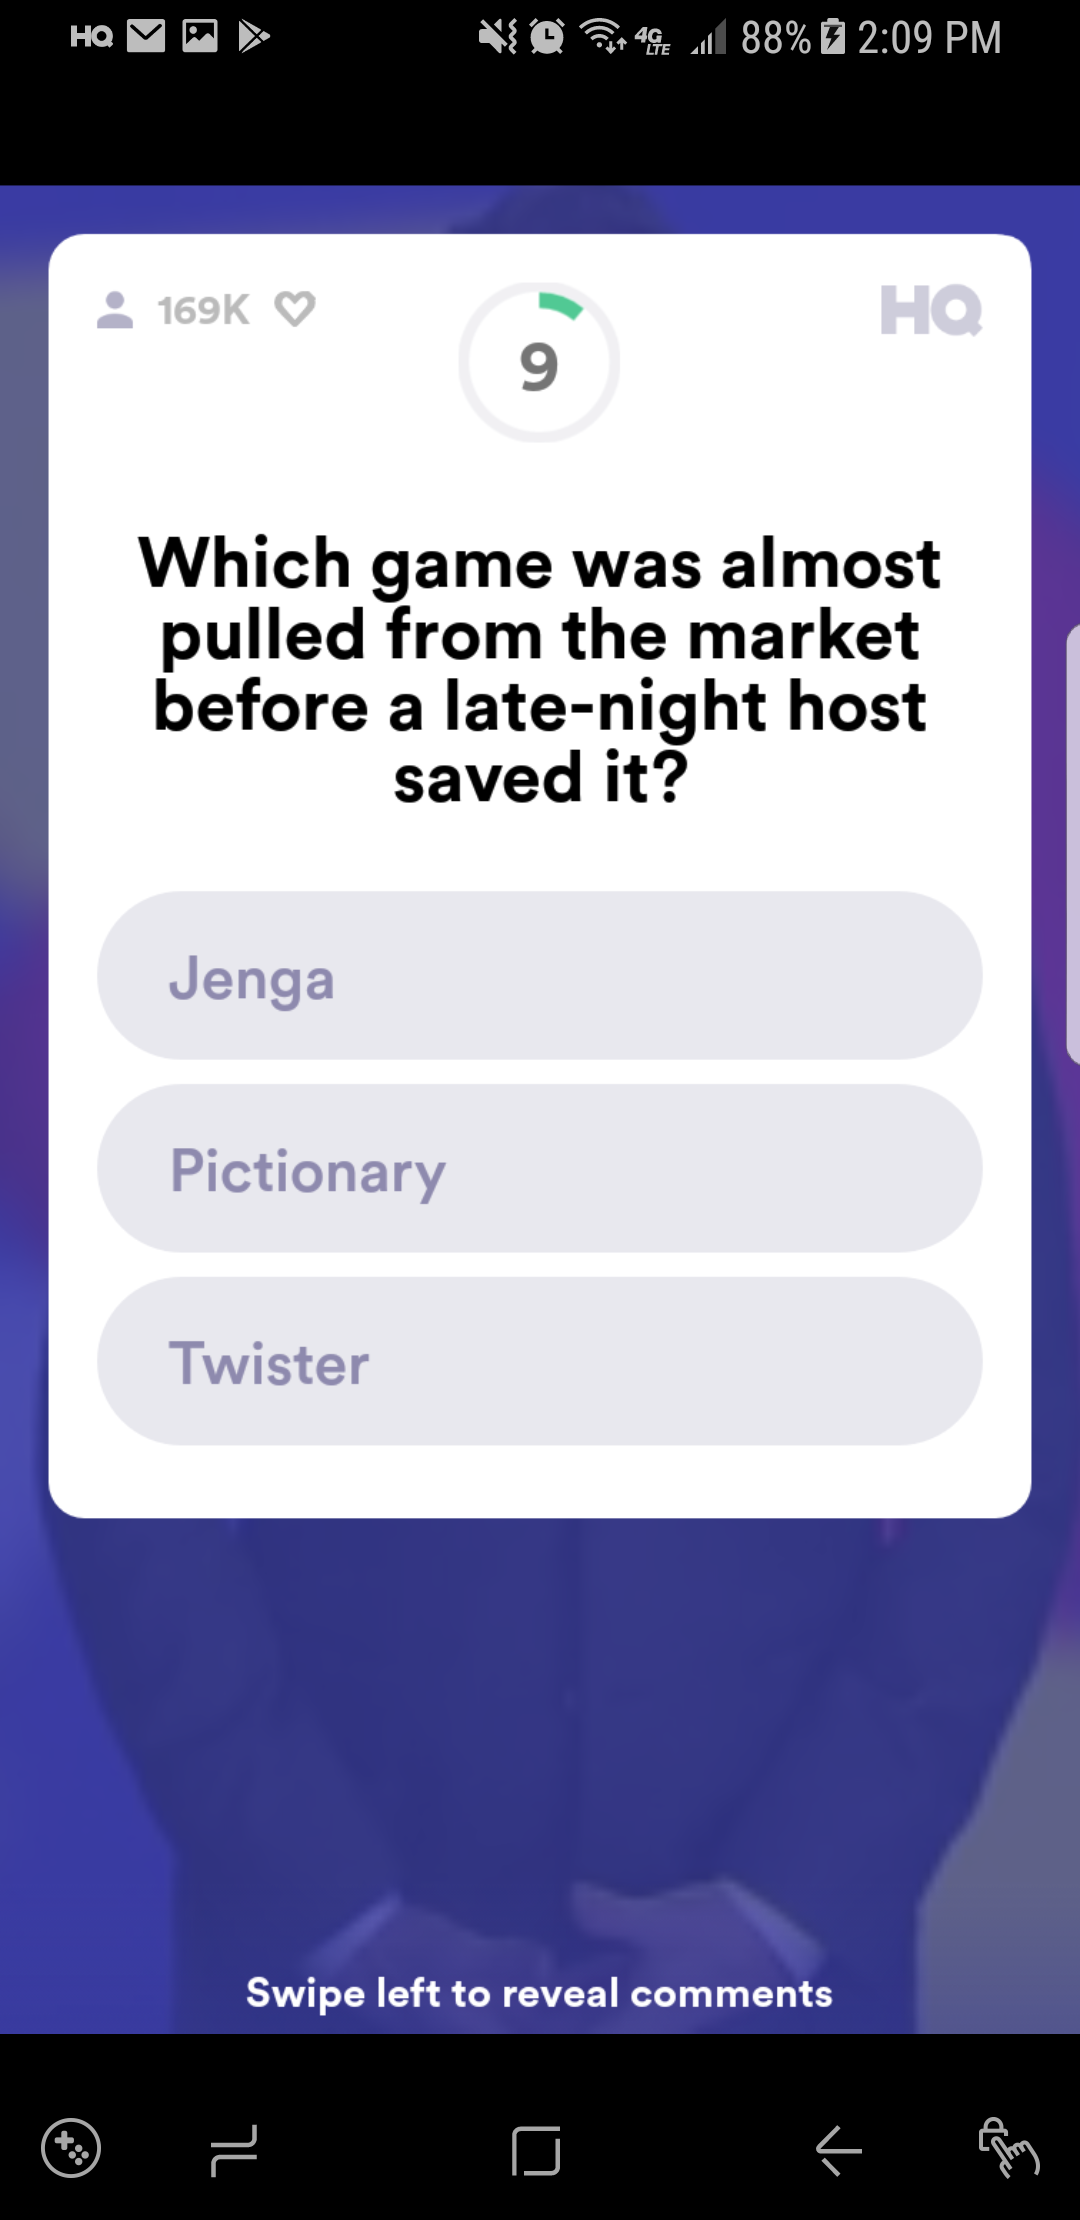 HQ 4G LTE 88% 2:09 PM
169K 9 HQ
Which game was almost
pulled from the market
before a late-night host
saved it?
Jenga
Pictionary
Twister
Swipe left to reveal comments